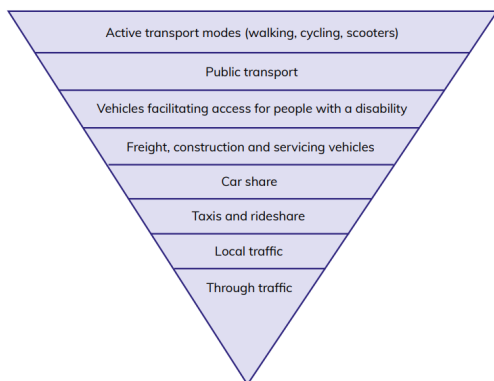 Active transport modes (walking, cycling, scooters)
Public transport
Vehicles facilitating access for people with a disability
Freight, construction and servicing vehicles
Car share
Taxis and rideshare
Local traffic
Through traffic